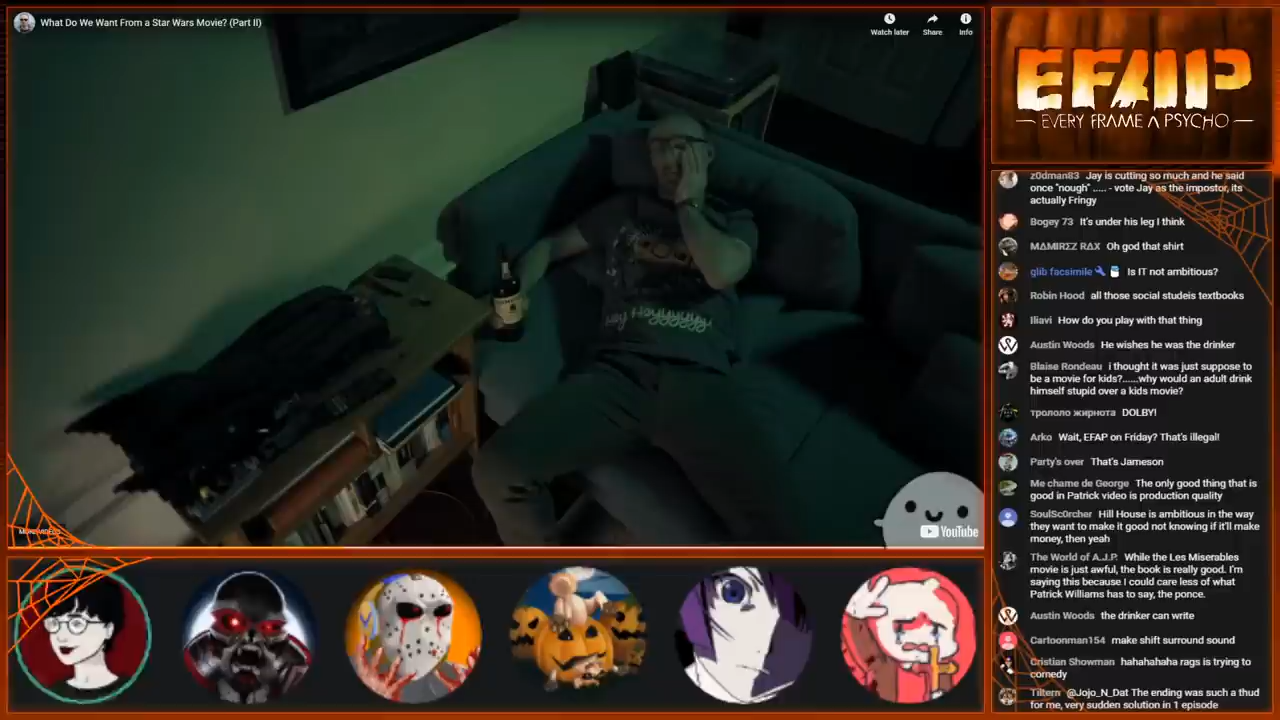 What Do We Want From a Star Wars Movie? (Part II)
Watch later
Share
Info
YouTube
EFAP
EVERY FRAME A PSYCHO
z0dman83 Jay is cutting so much and he said
once "nough" ..... - vote Jay as the impostor, its
actually Fringy
Bogey 73 It's under his leg I think
MΔMIRΣZ RΔX Oh god that shirt
glib facsimile Is IT not ambitious?
Robin Hood all those social studeis textbooks
Iliavi How do you play with that thing
Austin Woods He wishes he was the drinker
Blaise Rondeau i thought it was just suppose to
be a movie for kids?......why would an adult drink
himself stupid over a kids movie?
трололо жирнота DOLBY!
Arko Wait, EFAP on Friday? That's illegal!
Party's over That's Jameson
Me chame de George The only good thing that is
good in Patrick video is production quality
SoulSc0rcher Hill House is ambitious in the way
they want to make it good not knowing if it'll make
money, then yeah
The World of A.J.P. While the Les Miserables
movie is just awful, the book is really good. I'm
saying this because I could care less of what
Patrick Williams has to say, the ponce.
Austin Woods the drinker can write
Cartoonman154 make shift surround sound
Cristian Showman hahahahaha rags is trying to
comedy
Tiltern @Jojo_N_Dat The ending was such a thud
for me, very sudden solution in 1 episode